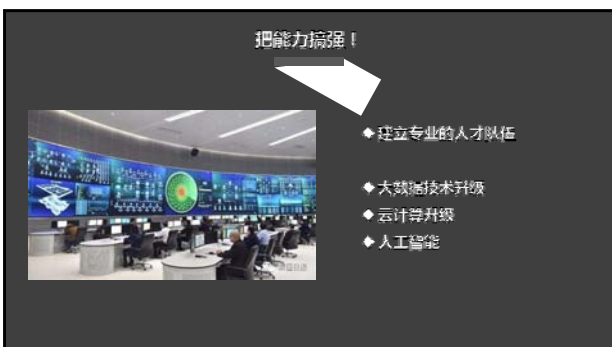 把能力搞强！
◆建立专业的人才队伍
◆大数据技术升级
◆云计算升级
◆人工智能